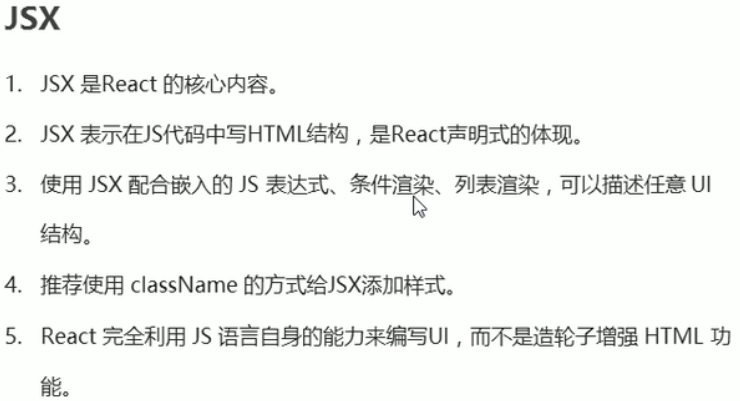 JSX
1. JSX 是React 的核心内容。
2. JSX 表示在JS代码中写HTML结构，是React声明式的体现。
3. 使用 JSX 配合嵌入的 JS 表达式、条件渲染、列表渲染，可以描述任意 UI
结构。
4. 推荐使用 className 的方式给JSX添加样式。
5. React 完全利用 JS 语言自身的能力来编写UI，而不是造轮子增强 HTML 功
能。